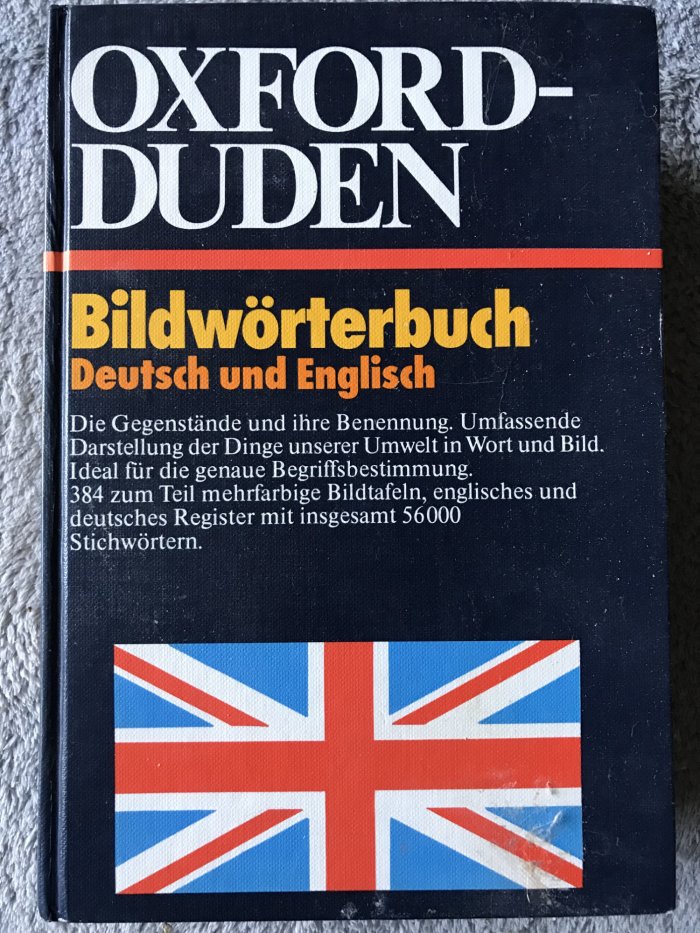 OXFORD-
DUDEN
Bildwörterbuch
Deutsch und Englisch
Die Gegenstände und ihre Benennung. Umfassende
Darstellung der Dinge unserer Umwelt in Wort und Bild.
Ideal für die genaue Begriffsbestimmung.
384 zum Teil mehrfarbige Bildtafeln, englisches und
deutsches Register mit insgesamt 56000
Stichwörtern.